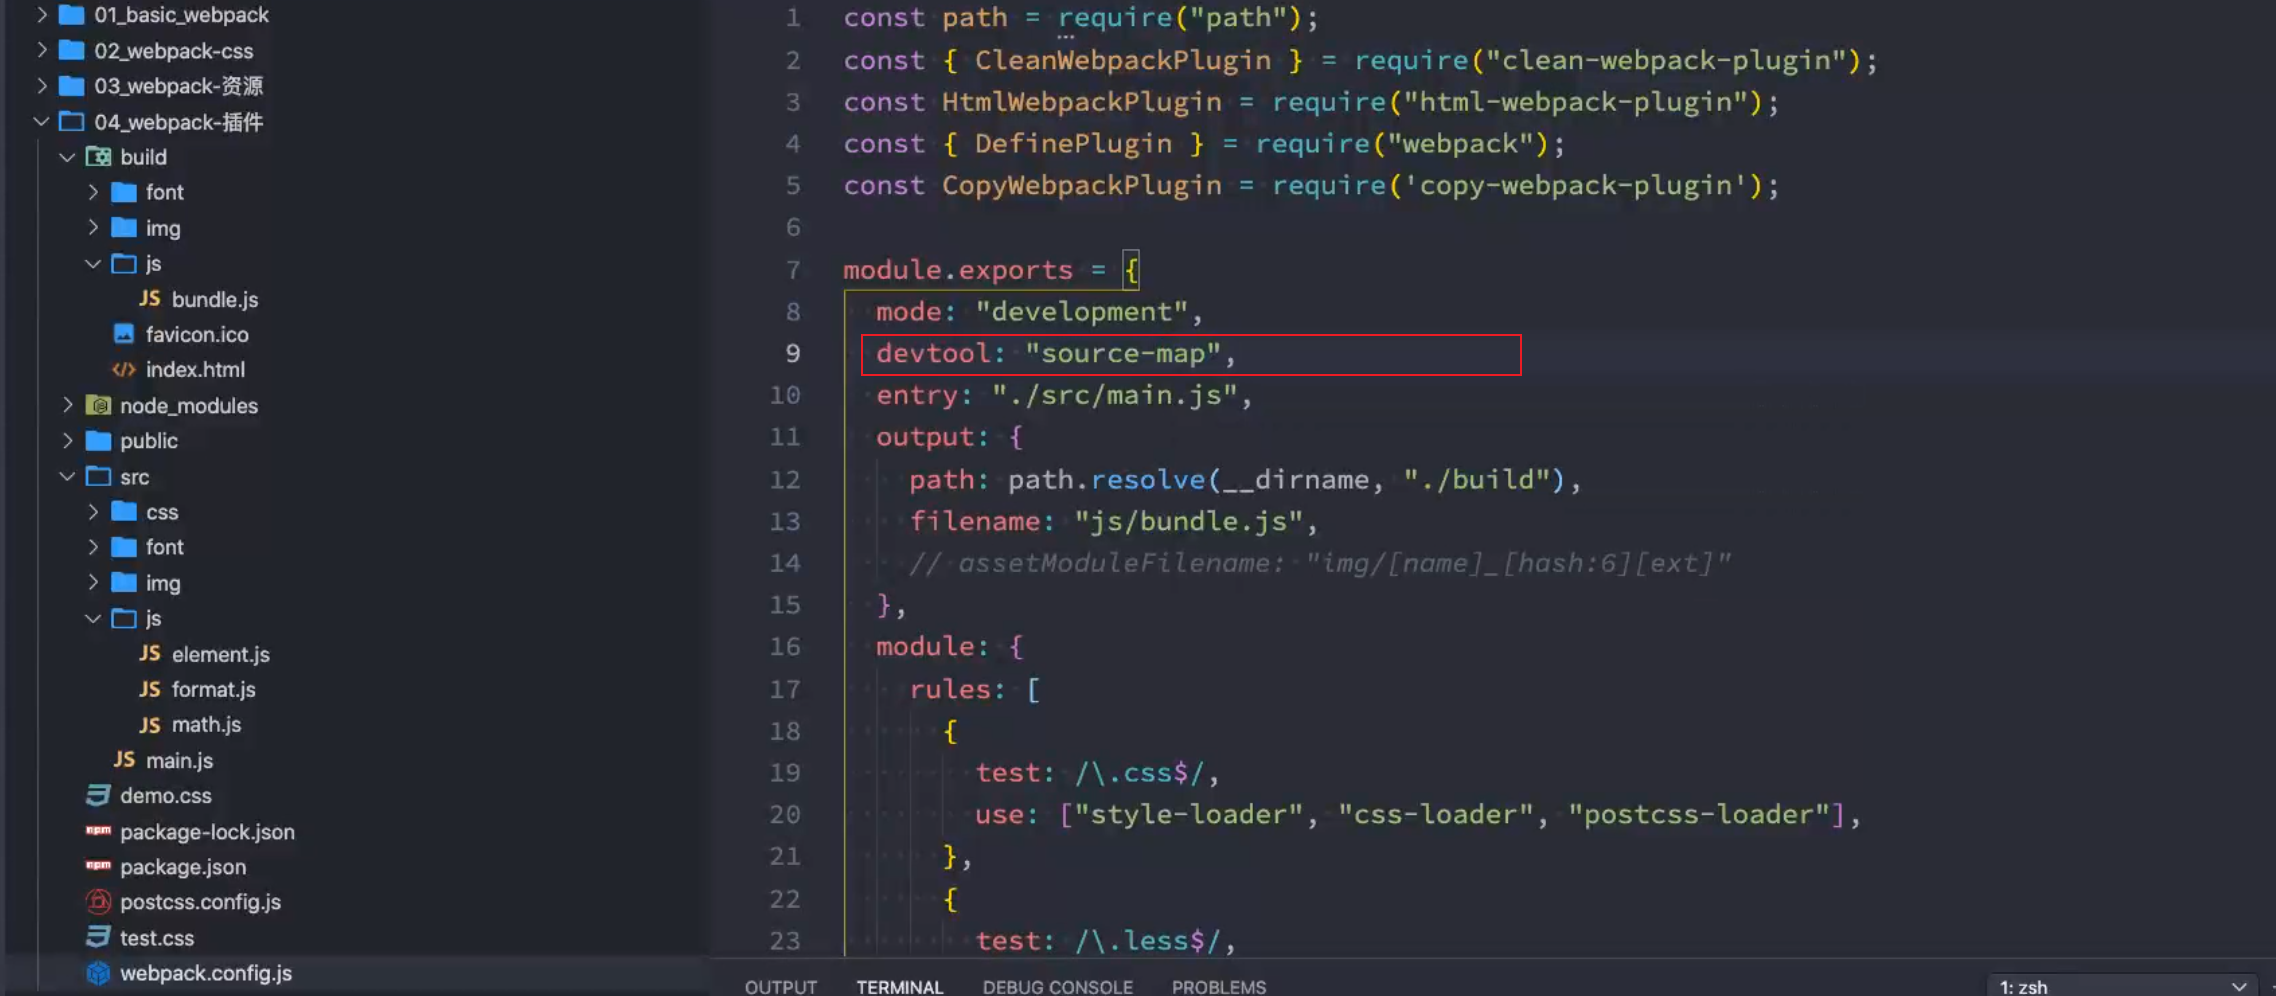 01_basic_webpack
02_webpack-css
03_webpack-资源
04_webpack-插件
build
font
img
js
JS bundle.js
favicon.ico
</> index.html
node_modules
public
src
css
font
img
js
JS element.js
JS format.js
JS math.js
JS main.js
demo.css
npm package-lock.json
npm package.json
postcss.config.js
test.css
webpack.config.js
1 const path = require("path");
2 const { CleanWebpackPlugin } = require("clean-webpack-plugin");
3 const HtmlWebpackPlugin = require("html-webpack-plugin");
4 const { DefinePlugin } = require("webpack");
5 const CopyWebpackPlugin = require('copy-webpack-plugin');
6
7 module.exports = {
8 mode: "development",
9 devtool: "source-map",
10 entry: "./src/main.js",
11 output: {
12 path: path.resolve(__dirname, "./build"),
13 filename: "js/bundle.js",
14 // assetModuleFilename: "img/[name]_[hash:6][ext]"
15 },
16 module: {
17 rules: [
18 {
19 test: /\.css$/,
20 use: ["style-loader", "css-loader", "postcss-loader"],
21 },
22 {
23 test: /\.less$/,
OUTPUT TERMINAL DEBUG CONSOLE PROBLEMS 1: zsh